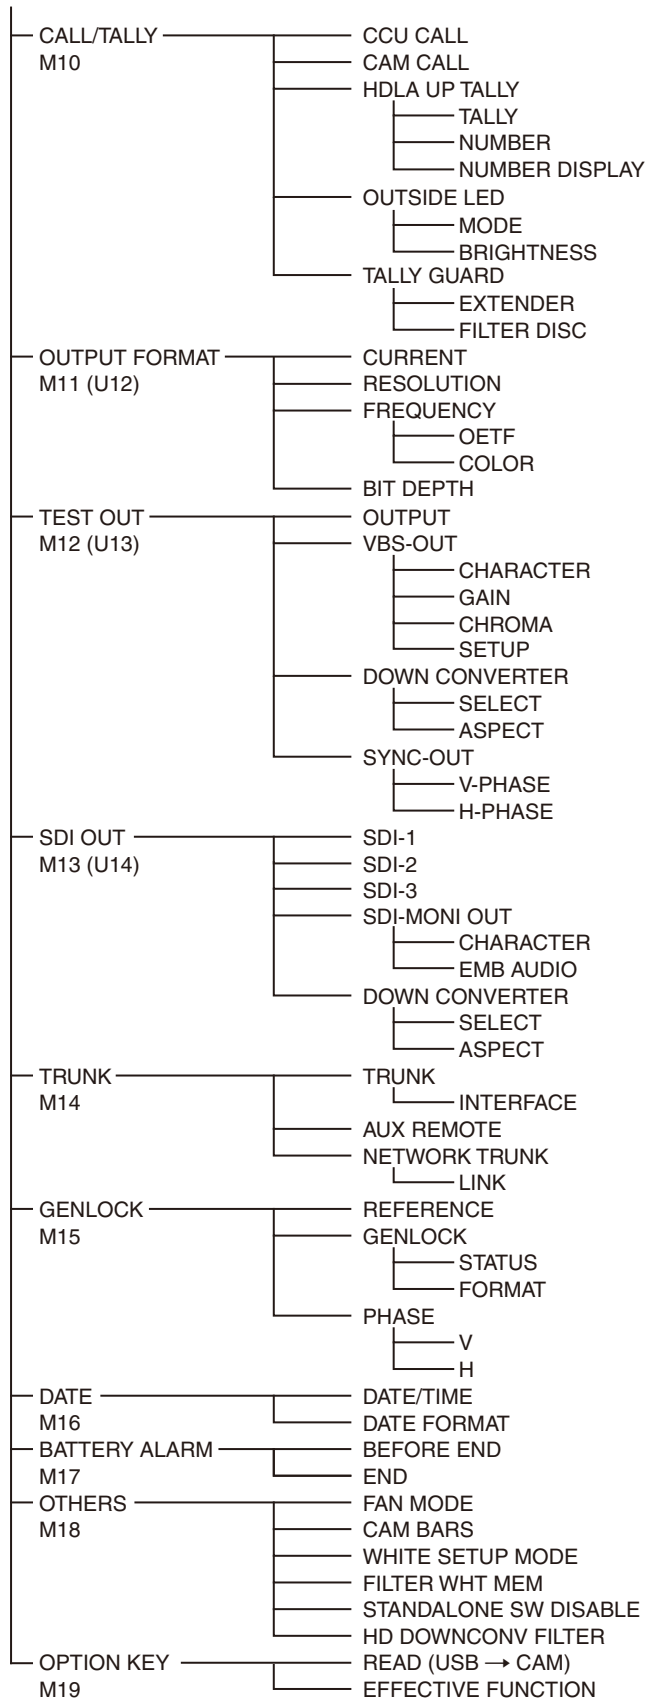 CALL/TALLY CCU CALL
M10 CAM CALL
HDLA UP TALLY
TALLY
NUMBER
NUMBER DISPLAY
OUTSIDE LED
MODE
BRIGHTNESS
TALLY GUARD
EXTENDER
FILTER DISC
OUTPUT FORMAT CURRENT
M11 (U12) RESOLUTION
FREQUENCY
OETF
COLOR
BIT DEPTH
TEST OUT OUTPUT
M12 (U13) VBS-OUT
CHARACTER
GAIN
CHROMA
SETUP
DOWN CONVERTER
SELECT
ASPECT
SYNC-OUT
V-PHASE
H-PHASE
SDI OUT SDI-1
M13 (U14) SDI-2
SDI-3
SDI-MONI OUT
CHARACTER
EMB AUDIO
DOWN CONVERTER
SELECT
ASPECT
TRUNK TRUNK
M14 INTERFACE
AUX REMOTE
NETWORK TRUNK
LINK
GENLOCK REFERENCE
M15 GENLOCK
STATUS
FORMAT
PHASE
V
H
DATE DATE/TIME
M16 DATE FORMAT
BATTERY ALARM BEFORE END
M17 END
OTHERS FAN MODE
M18 CAM BARS
WHITE SETUP MODE
FILTER WHT MEM
STANDALONE SW DISABLE
HD DOWNCONV FILTER
OPTION KEY READ (USB → CAM)
M19 EFFECTIVE FUNCTION